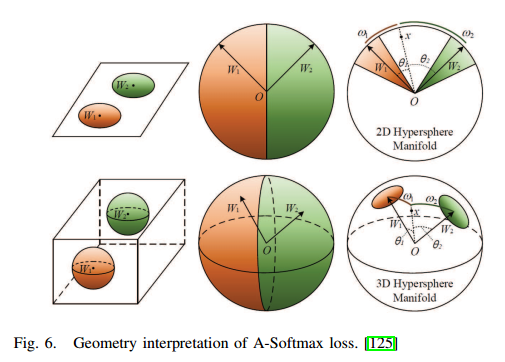 W₂
W₁
W₁
W₂
O
ω₁
x
ω₂
W₁
θ₁
θ₂
W₂
O
2D Hypersphere
Manifold
W₂
W₁
W₁
W₂
O
ω₁
ω₂
x
W₁
W₂
θ₁
θ₂
O
3D Hypersphere
Manifold
Fig. 6. Geometry interpretation of A-Softmax loss. [125]